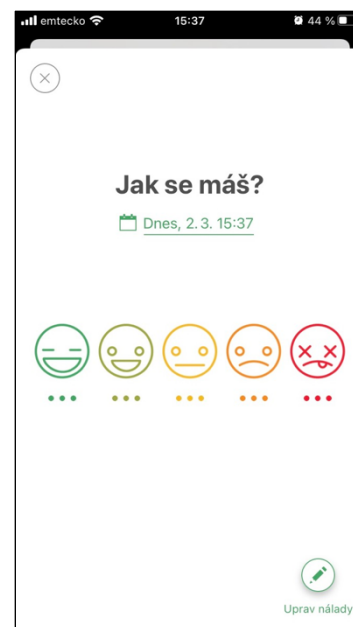 emtecko 15:37 44 %
Jak se máš?
Dnes, 2. 3. 15:37
Uprav nálady